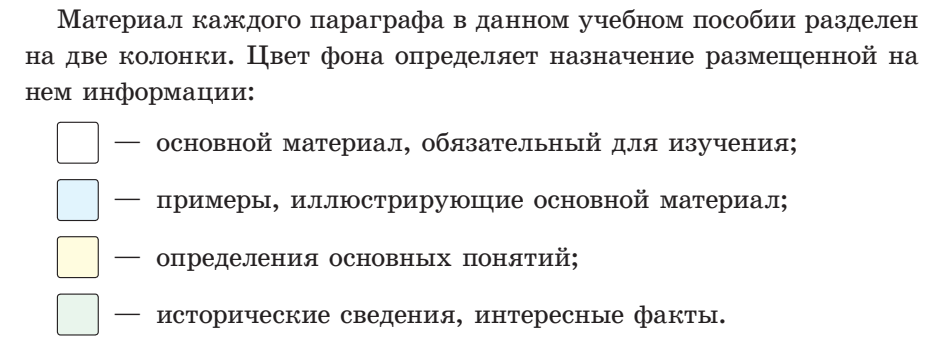 Материал каждого параграфа в данном учебном пособии разделен
на две колонки. Цвет фона определяет назначение размещенной на
нем информации:
— основной материал, обязательный для изучения;
— примеры, иллюстрирующие основной материал;
— определения основных понятий;
— исторические сведения, интересные факты.